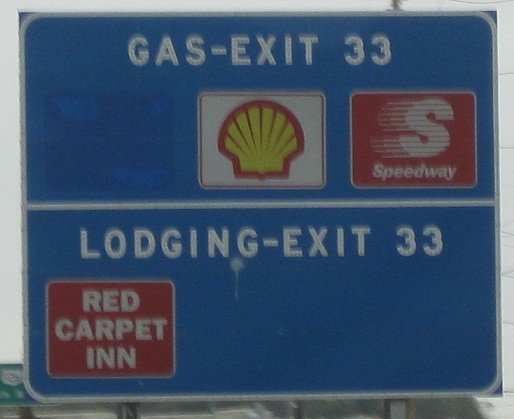 GAS-EXIT 33
Speedway
LODGING-EXIT 33
RED
CARPET
INN